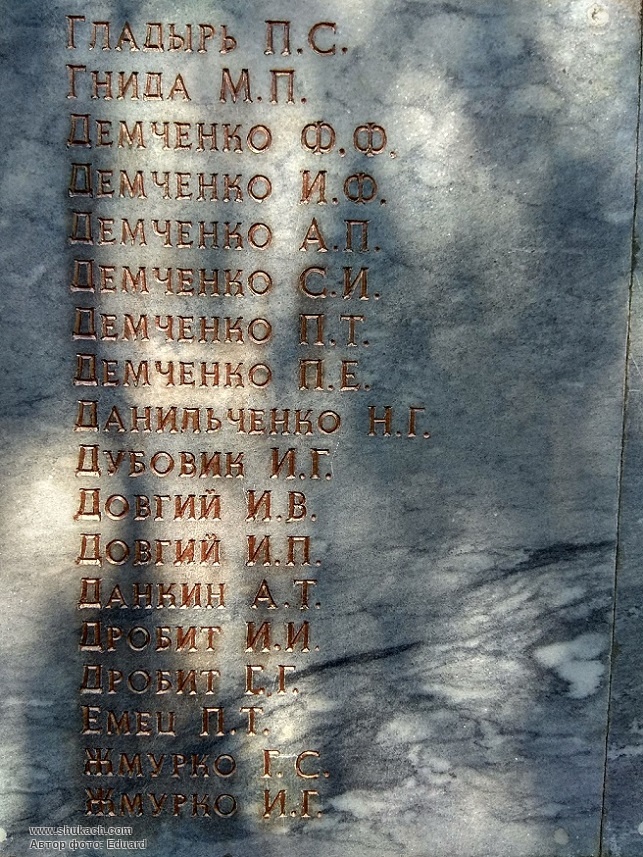 Гладырь П.С.
Гнида М.П.
Демченко Ф.Ф.
Демченко И.Ф.
Демченко А.П.
Демченко С.И.
Демченко П.Т.
Демченко П.Е.
Данильченко Н.Г.
Дубовик И.Г.
Довгий И.В.
Довгий И.П.
Данкин А.Т.
Дробит И.И.
Дробит Г.Г.
Емец П.Т.
Жмурко Г.С.
Жмурко И.Г.
www.shukach.com
Автор фото: Eduard